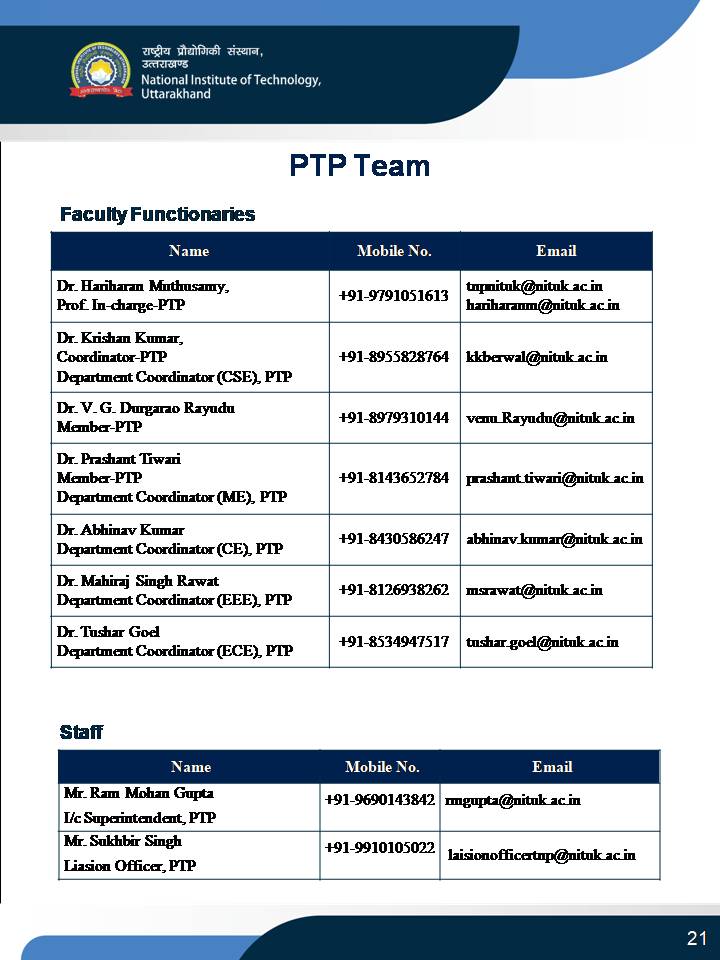 राष्ट्रीय प्रौद्योगिकी संस्थान,
उत्तराखण्ड
National Institute of Technology,
Uttarakhand
PTP Team
Faculty Functionaries
Name Mobile No. Email
Dr. Hariharan Muthusamy,
Prof. In-charge-PTP
+91-9791051613
tnpnituk@nituk.ac.in
hariharanm@nituk.ac.in
Dr. Krishan Kumar,
Coordinator-PTP
Department Coordinator (CSE), PTP
+91-8955828764
kkberwal@nituk.ac.in
Dr. V. G. Durgarao Rayudu
Member-PTP
+91-8979310144
venu.Rayudu@nituk.ac.in
Dr. Prashant Tiwari
Member-PTP
Department Coordinator (ME), PTP
+91-8143652784
prashant.tiwari@nituk.ac.in
Dr. Abhinav Kumar
Department Coordinator (CE), PTP
+91-8430586247
abhinav.kumar@nituk.ac.in
Dr. Mahiraj Singh Rawat
Department Coordinator (EEE), PTP
+91-8126938262
msrawat@nituk.ac.in
Dr. Tushar Goel
Department Coordinator (ECE), PTP
+91-8534947517
tushar.goel@nituk.ac.in
Staff
Name Mobile No. Email
Mr. Ram Mohan Gupta
I/c Superintendent, PTP
+91-9690143842
rmgupta@nituk.ac.in
Mr. Sukhbir Singh
Liasion Officer, PTP
+91-9910105022
laisionofficertnp@nituk.ac.in
21